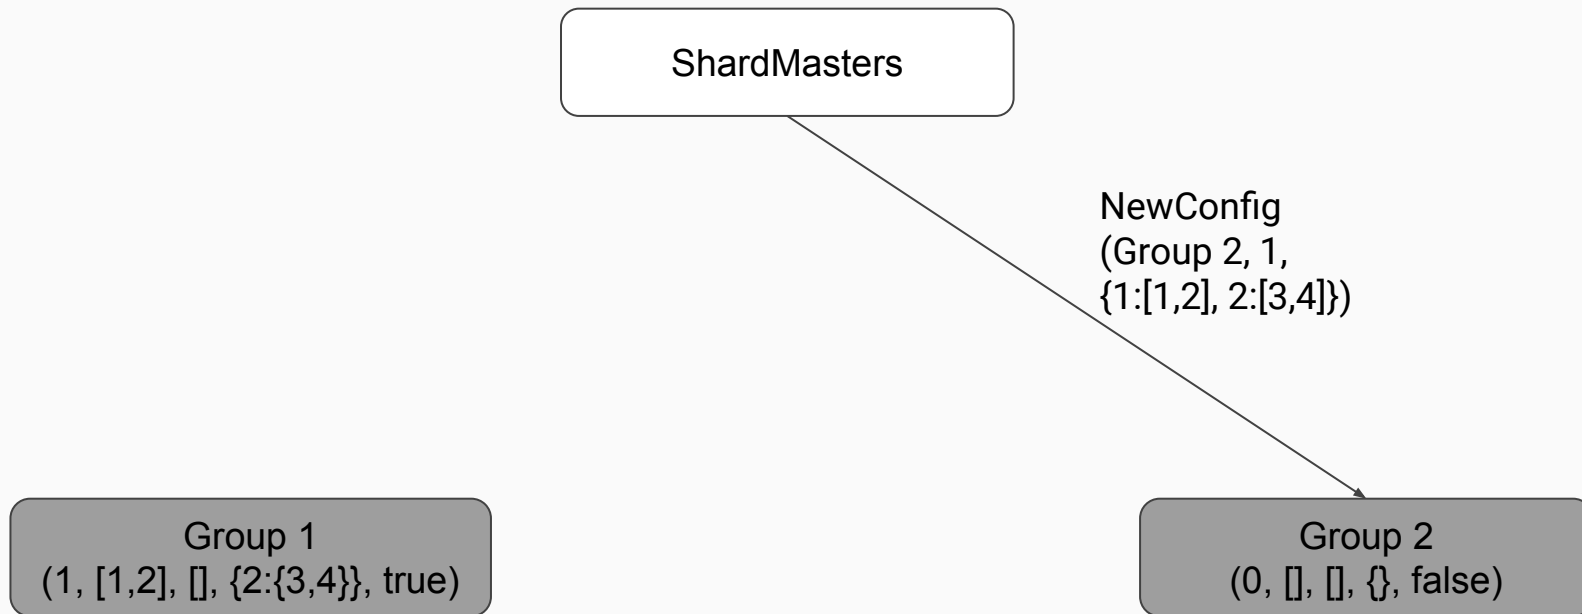 ShardMasters
NewConfig
(Group 2, 1,
{1:[1,2], 2:[3,4]})
Group 1
(1, [1,2], [], {2:{3,4}}, true)
Group 2
(0, [], [], {}, false)